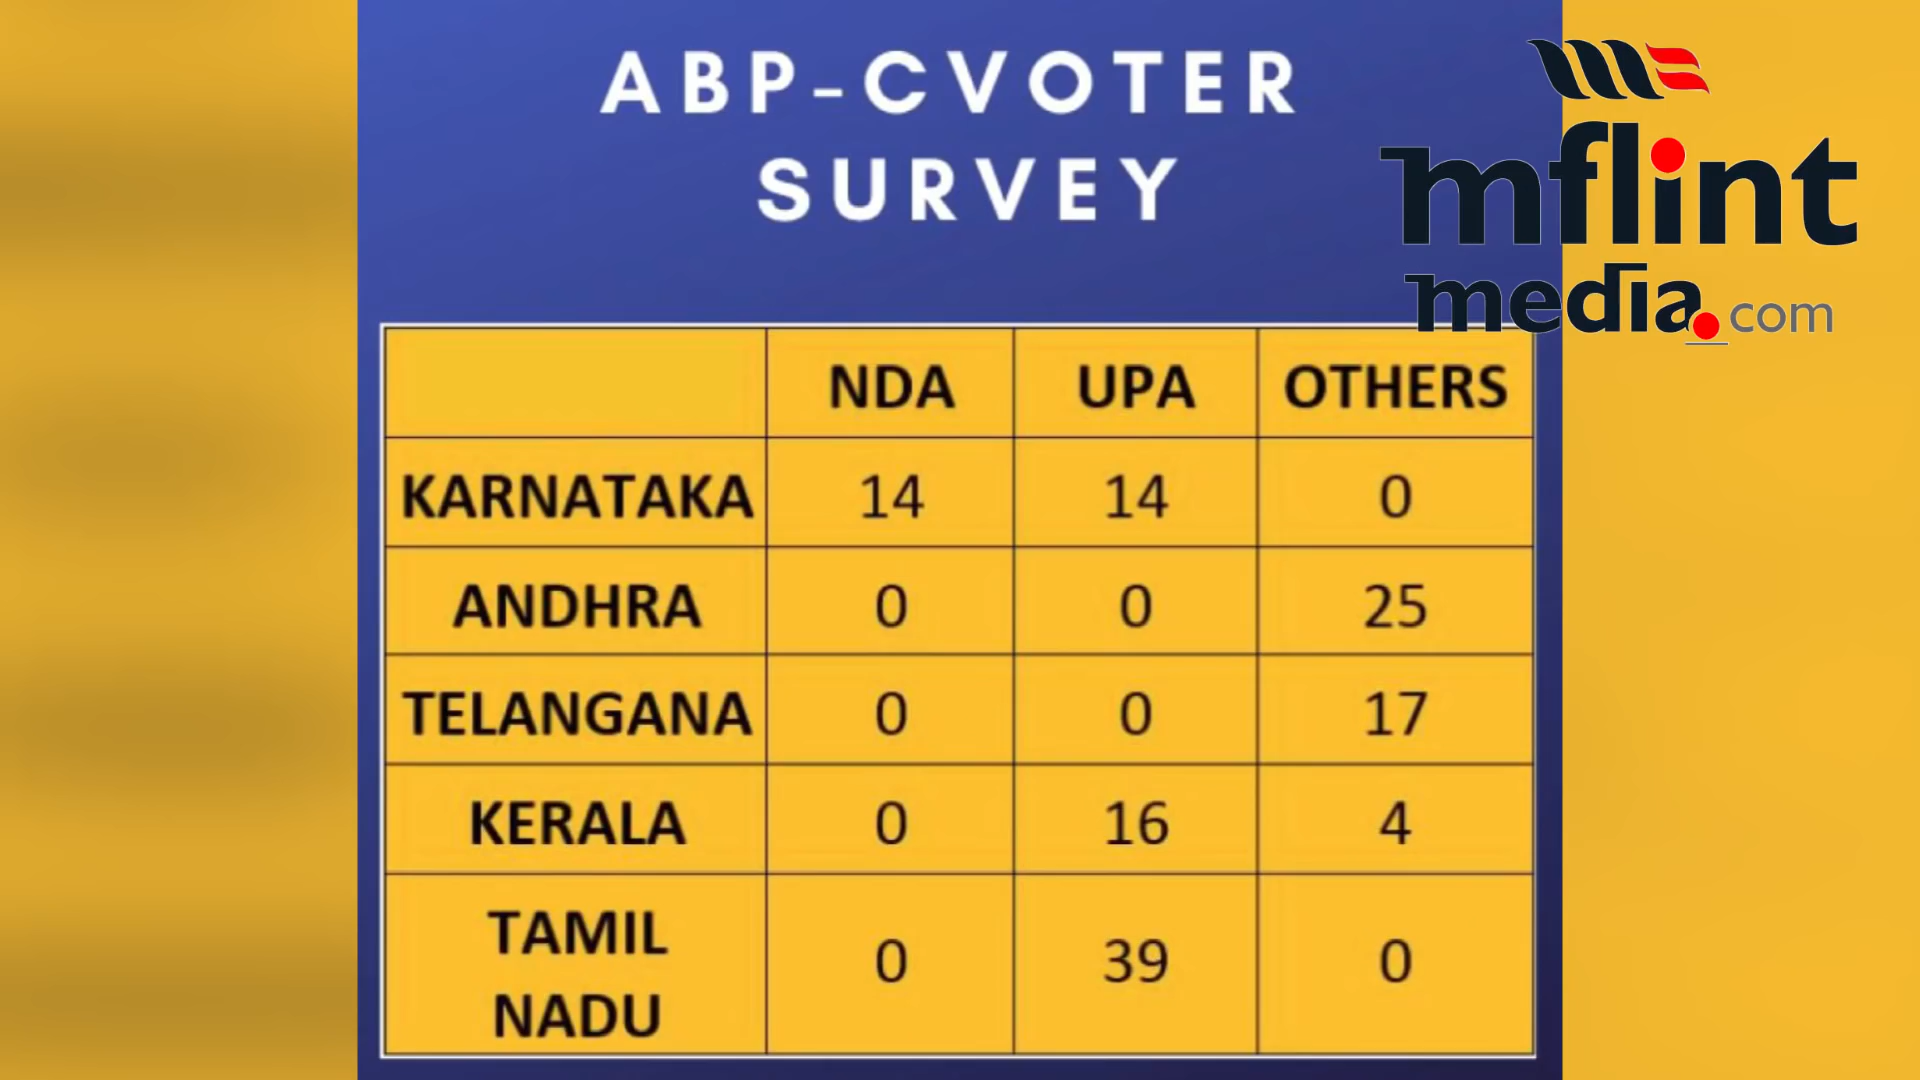 ABP-CVOTER
SURVEY
mflint
media.com
NDA UPA OTHERS
KARNATAKA 14 14 0
ANDHRA 0 0 25
TELANGANA 0 0 17
KERALA 0 16 4
TAMIL
NADU 0 39 0